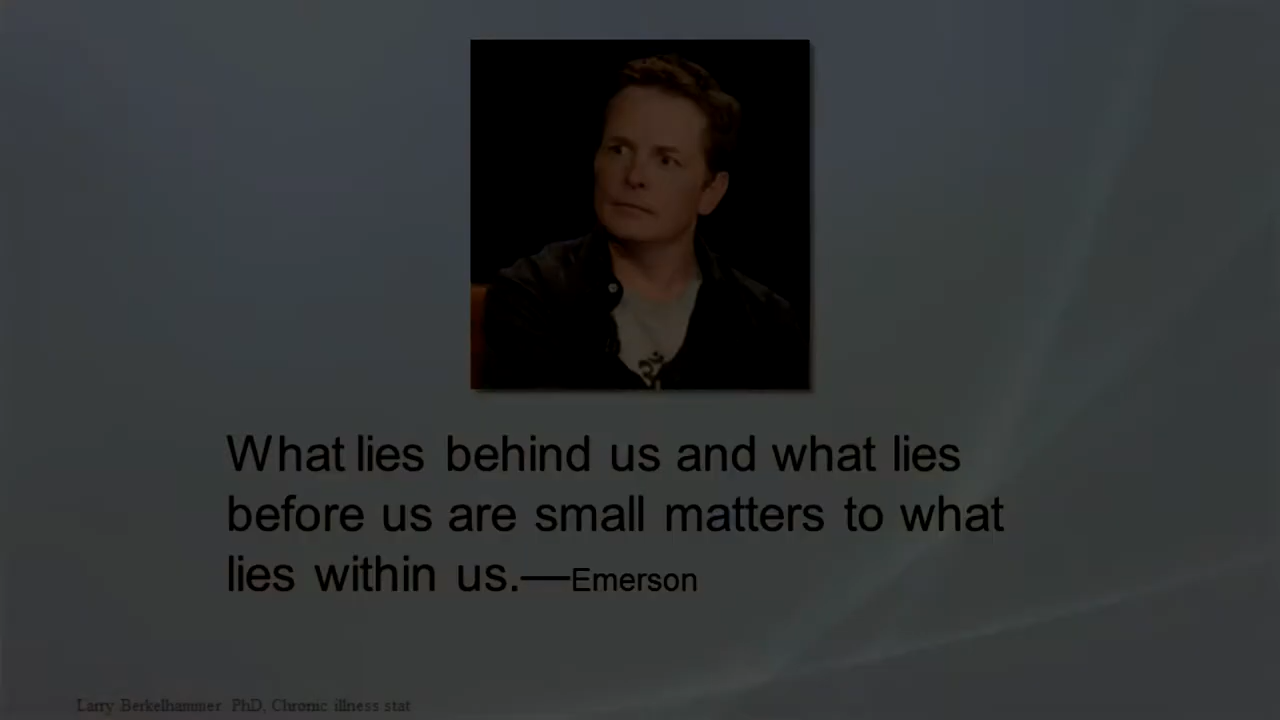 What lies behind us and what lies
before us are small matters to what
lies within us.—Emerson
Larry Berkelhammer, PhD, Chronic illness stat